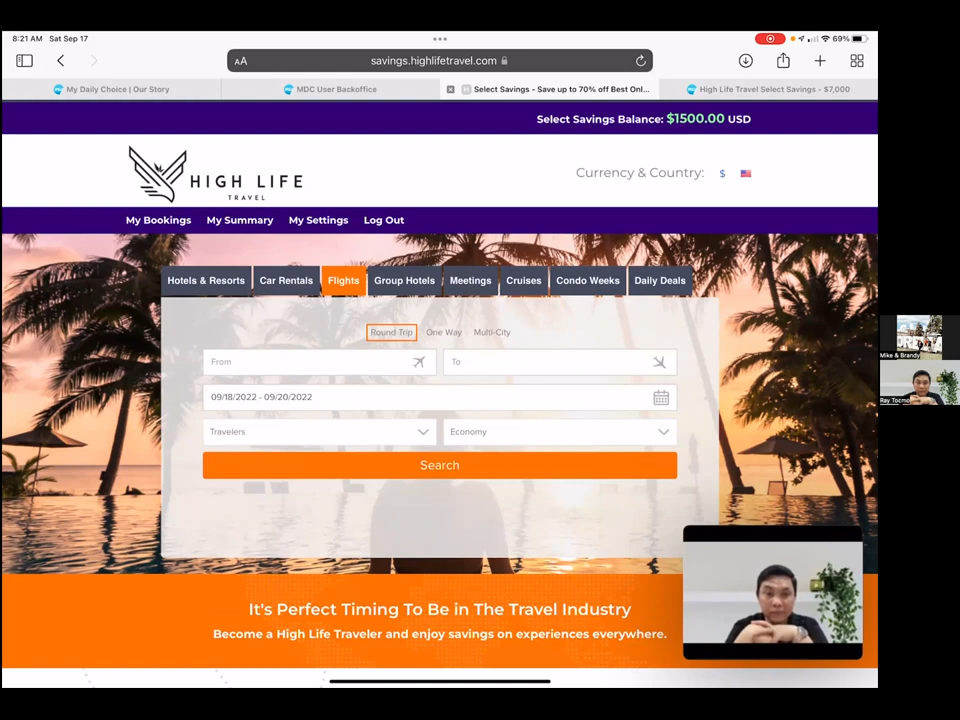 8:21 AM Sat Sep 17
69%
AA savings.highlifetravel.com
My Daily Choice | Our Story
MDC User Backoffice
Select Savings - Save up to 70% off Best Onl...
High Life Travel Select Savings - $7,000
Select Savings Balance: $1500.00 USD
HIGH LIFE
TRAVEL
Currency & Country: $
My Bookings My Summary My Settings Log Out
Hotels & Resorts Car Rentals Flights Group Hotels Meetings Cruises Condo Weeks Daily Deals
Round Trip One Way Multi-City
From To
09/18/2022 - 09/20/2022
Travelers Economy
Search
Mike & Brandy
Ray Tocmo
It's Perfect Timing To Be in The Travel Industry
Become a High Life Traveler and enjoy savings on experiences everywhere.